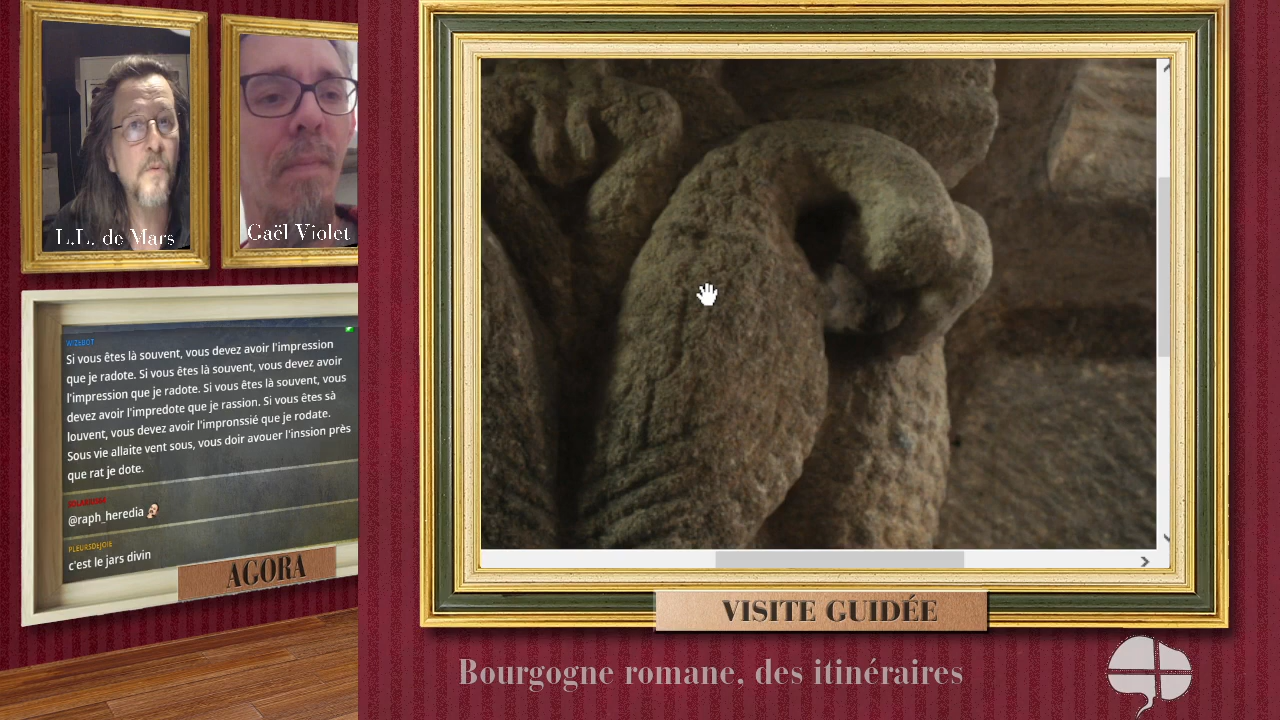 L.L. de Mars
Gaël Violet
WIZEBOT
Si vous êtes là souvent, vous devez avoir l'impression
que je radote. Si vous êtes là souvent, vous devez avoir
l'impression que je radote. Si vous êtes là souvent, vous
devez avoir l'impredote que je rassion. Si vous êtes sà
louvent, vous devez avoir l'impronssié que je rodate.
Sous vie allaite vent sous, vous doir avouer l'inssion près
que rat je dote.
@raph_heredia
PLEURSDEJOIE
c'est le jars divin
AGORA
VISITE GUIDÉE
Bourgogne romane, des itinéraires